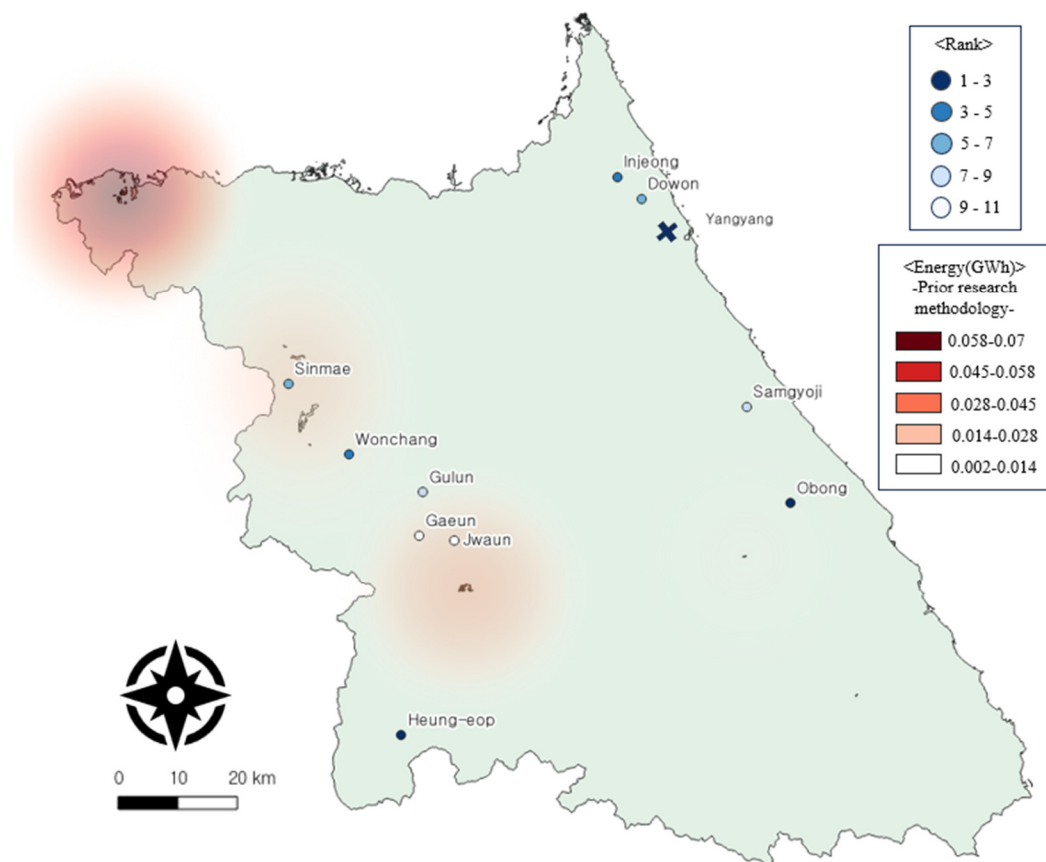 <Rank>
1 - 3
3 - 5
5 - 7
7 - 9
9 - 11
<Energy(GWh)>
-Prior research
methodology-
0.058-0.07
0.045-0.058
0.028-0.045
0.014-0.028
0.002-0.014
Injeong
Dowon
Yangyang
Sinmae
Samgyoji
Wonchang
Gulun
Obong
Gaeun
Jwaun
Heung-eop
0 10 20 km